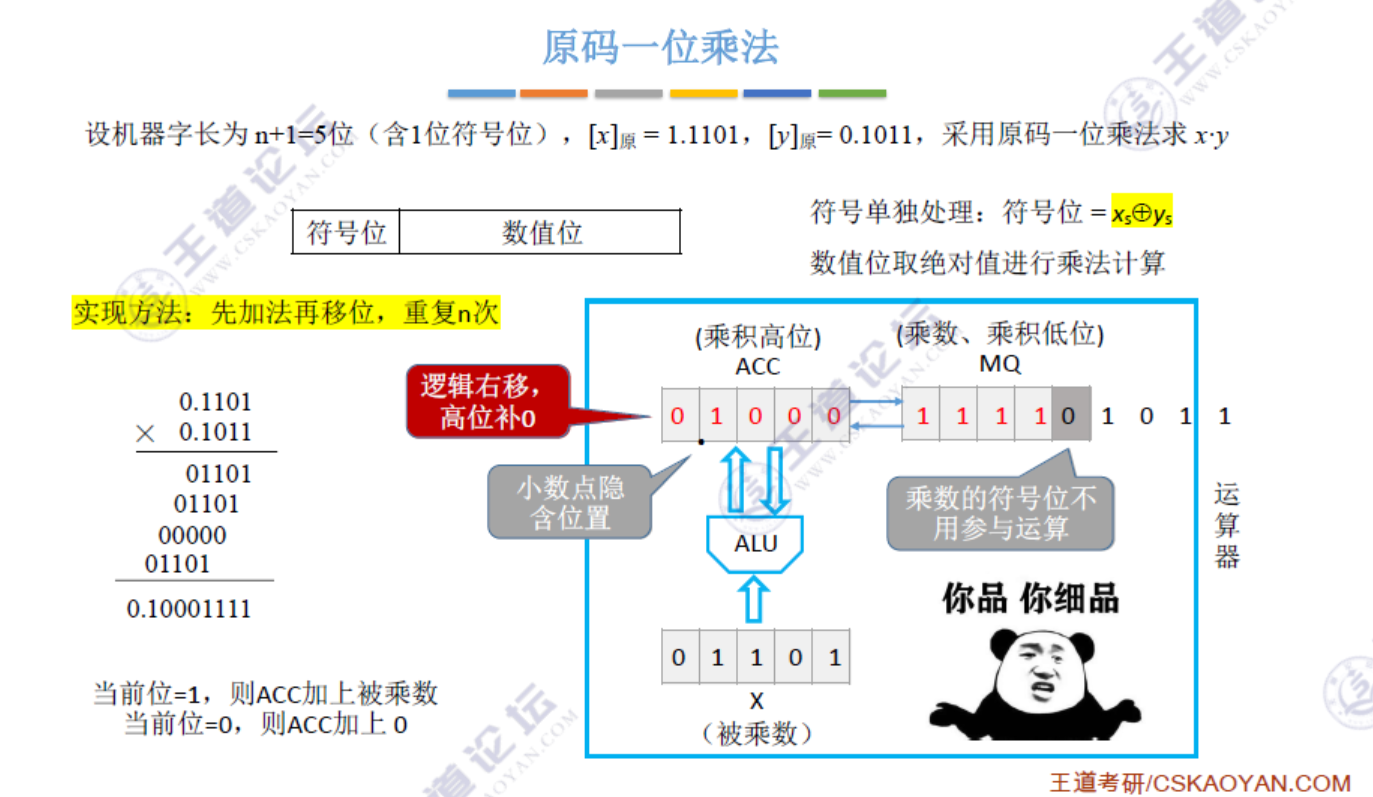 原码一位乘法
设机器字长为 n+1=5位（含1位符号位），[x]原 = 1.1101，[y]原= 0.1011，采用原码一位乘法求 x·y
符号位 数值位
符号单独处理：符号位 = xs⊕ys
数值位取绝对值进行乘法计算
实现方法：先加法再移位，重复n次
0.1101
× 0.1011
01101
01101
00000
01101
0.10001111
当前位=1，则ACC加上被乘数
当前位=0，则ACC加上 0
逻辑右移，
高位补0
小数点隐
含位置
(乘积高位)
ACC
(乘数、乘积低位)
MQ
0 1 0 0 0
1 1 1 1 0 1 0 1 1
乘数的符号位不
用参与运算
ALU
0 1 1 0 1
X
（被乘数）
运
算
器
你品 你细品
王道考研/CSKAOYAN.COM
王道论坛
WWW.CSKAOYAN.COM